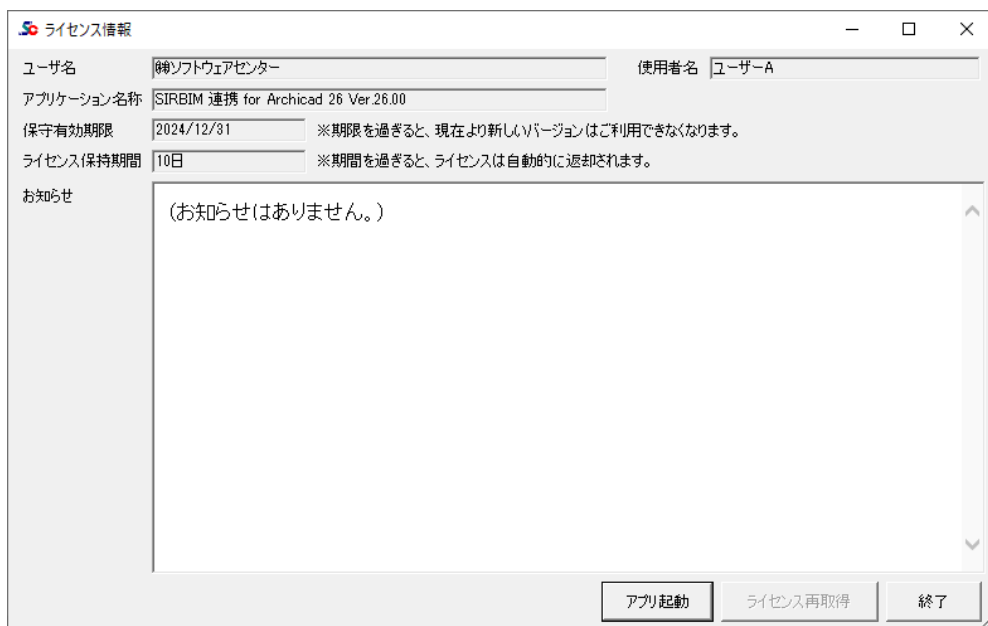 Sc ライセンス情報
ユーザ名 ㈱ソフトウェアセンター 使用者名 ユーザーA
アプリケーション名称 SIRBIM 連携 for Archicad 26 Ver.26.00
保守有効期限 2024/12/31 ※期限を過ぎると、現在より新しいバージョンはご利用できなくなります。
ライセンス保持期間 10日 ※期間を過ぎると、ライセンスは自動的に返却されます。
お知らせ
(お知らせはありません。)
アプリ起動 ライセンス再取得 終了